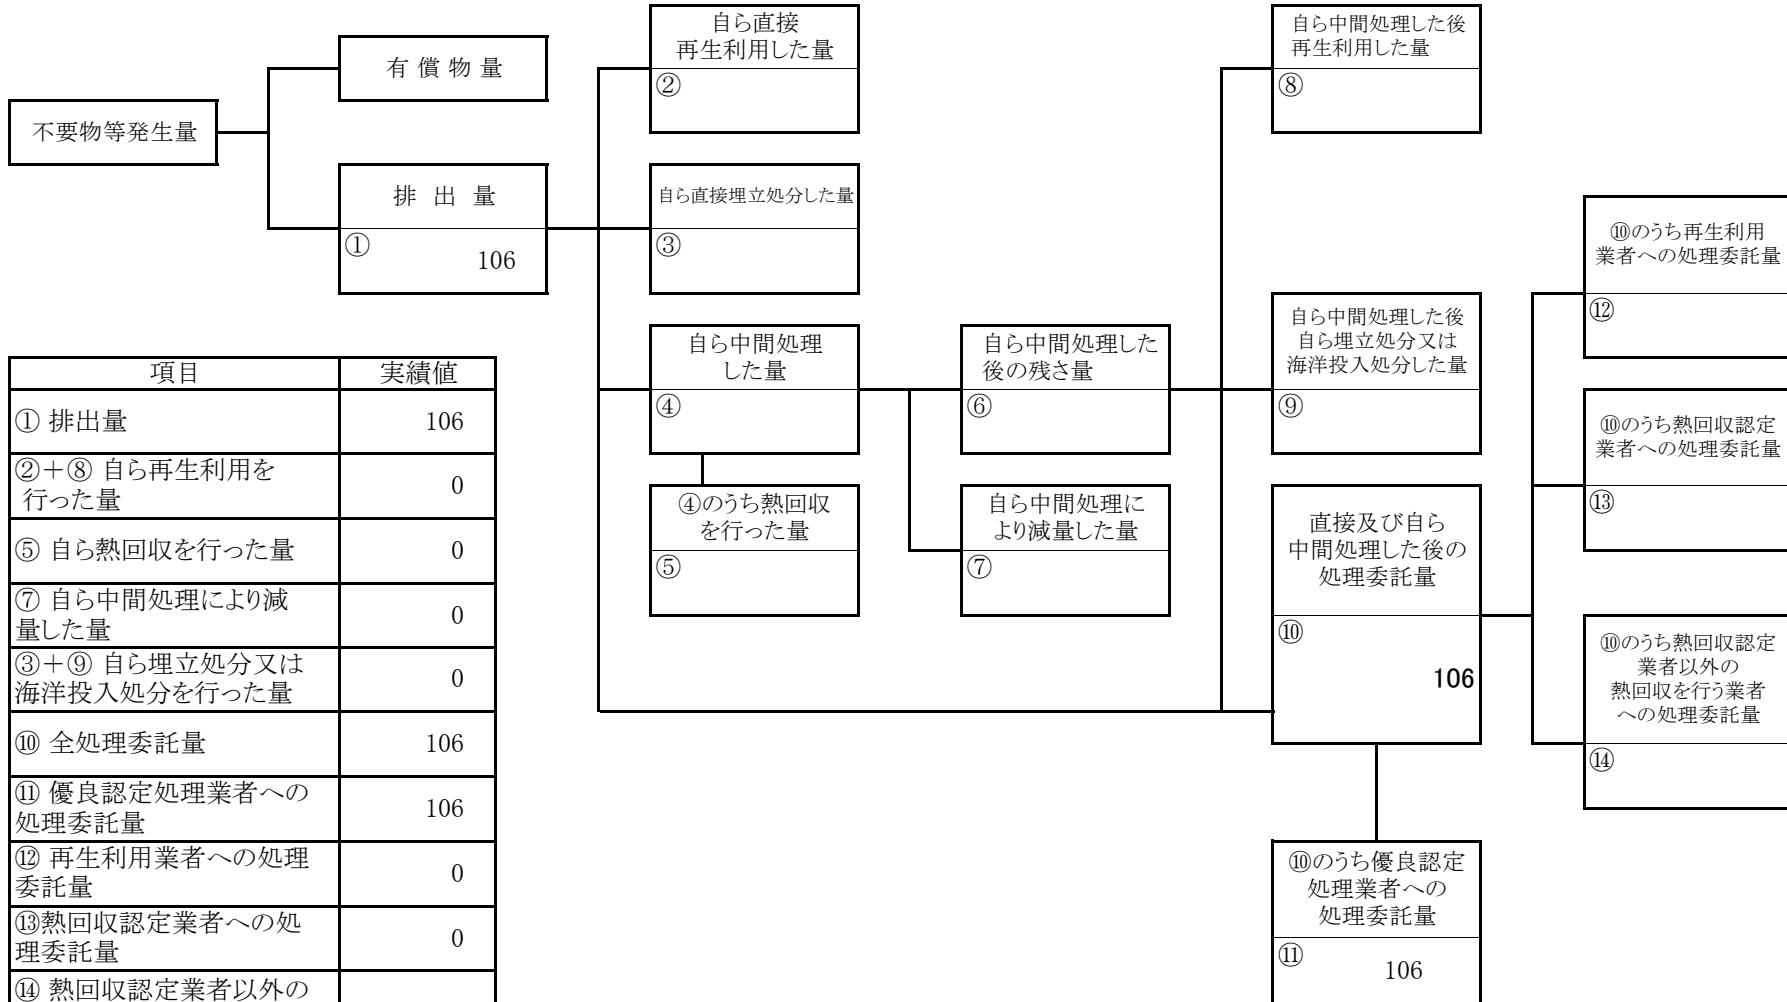 不要物等発生量
有 償 物 量
排 出 量
①
106
自ら直接
再生利用した量
②
自ら直接埋立処分した量
③
自ら中間処理
した量
④
④のうち熱回収
を行った量
⑤
自ら中間処理した
後の残さ量
⑥
自ら中間処理に
より減量した量
⑦
自ら中間処理した後
再生利用した量
⑧
自ら中間処理した後
自ら埋立処分又は
海洋投入処分した量
⑨
直接及び自ら
中間処理した後の
処理委託量
⑩
106
⑩のうち優良認定
処理業者への
処理委託量
⑪
106
⑩のうち再生利用
業者への処理委託量
⑫
⑩のうち熱回収認定
業者への処理委託量
⑬
⑩のうち熱回収認定
業者以外の
熱回収を行う業者
への処理委託量
⑭
項目 実績値
① 排出量 106
②＋⑧ 自ら再生利用を
行った量 0
⑤ 自ら熱回収を行った量 0
⑦ 自ら中間処理により減
量した量 0
③＋⑨ 自ら埋立処分又は
海洋投入処分を行った量 0
⑩ 全処理委託量 106
⑪ 優良認定処理業者への
処理委託量 106
⑫ 再生利用業者への処理
委託量 0
⑬熱回収認定業者への処
理委託量 0
⑭ 熱回収認定業者以外の